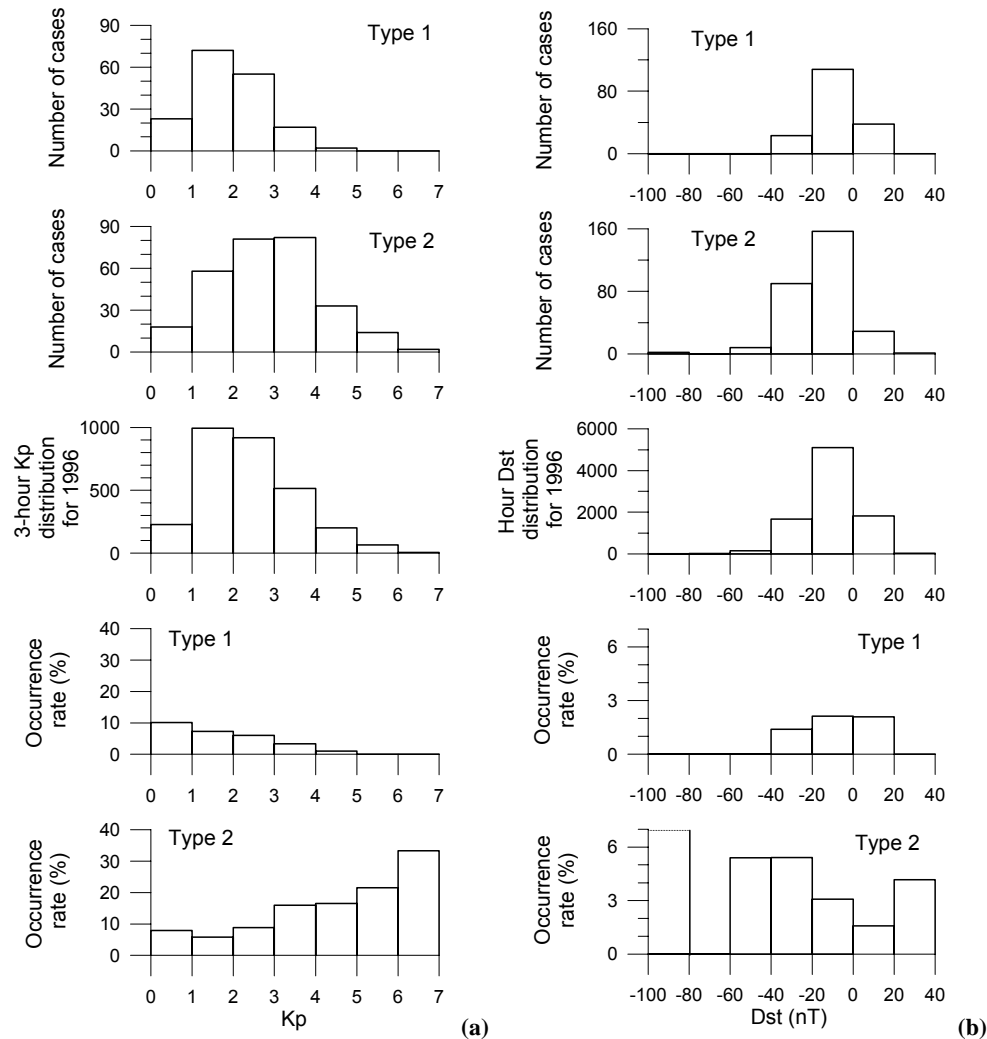 Number of cases
90
60
30
0
Type 1
0 1 2 3 4 5 6 7
Number of cases
90
60
30
0
Type 2
0 1 2 3 4 5 6 7
3-hour Kp
distribution
for 1996
1000
500
0
0 1 2 3 4 5 6 7
Occurrence
rate (%)
40
30
20
10
0
Type 1
0 1 2 3 4 5 6 7
Occurrence
rate (%)
40
30
20
10
0
Type 2
0 1 2 3 4 5 6 7
Kp
(a)
Number of cases
160
80
0
Type 1
-100 -80 -60 -40 -20 0 20 40
Number of cases
160
80
0
Type 2
-100 -80 -60 -40 -20 0 20 40
Hour Dst
distribution
for 1996
6000
4000
2000
0
-100 -80 -60 -40 -20 0 20 40
Occurrence
rate (%)
6
3
0
Type 1
-100 -80 -60 -40 -20 0 20 40
Occurrence
rate (%)
6
3
0
Type 2
-100 -80 -60 -40 -20 0 20 40
Dst (nT)
(b)